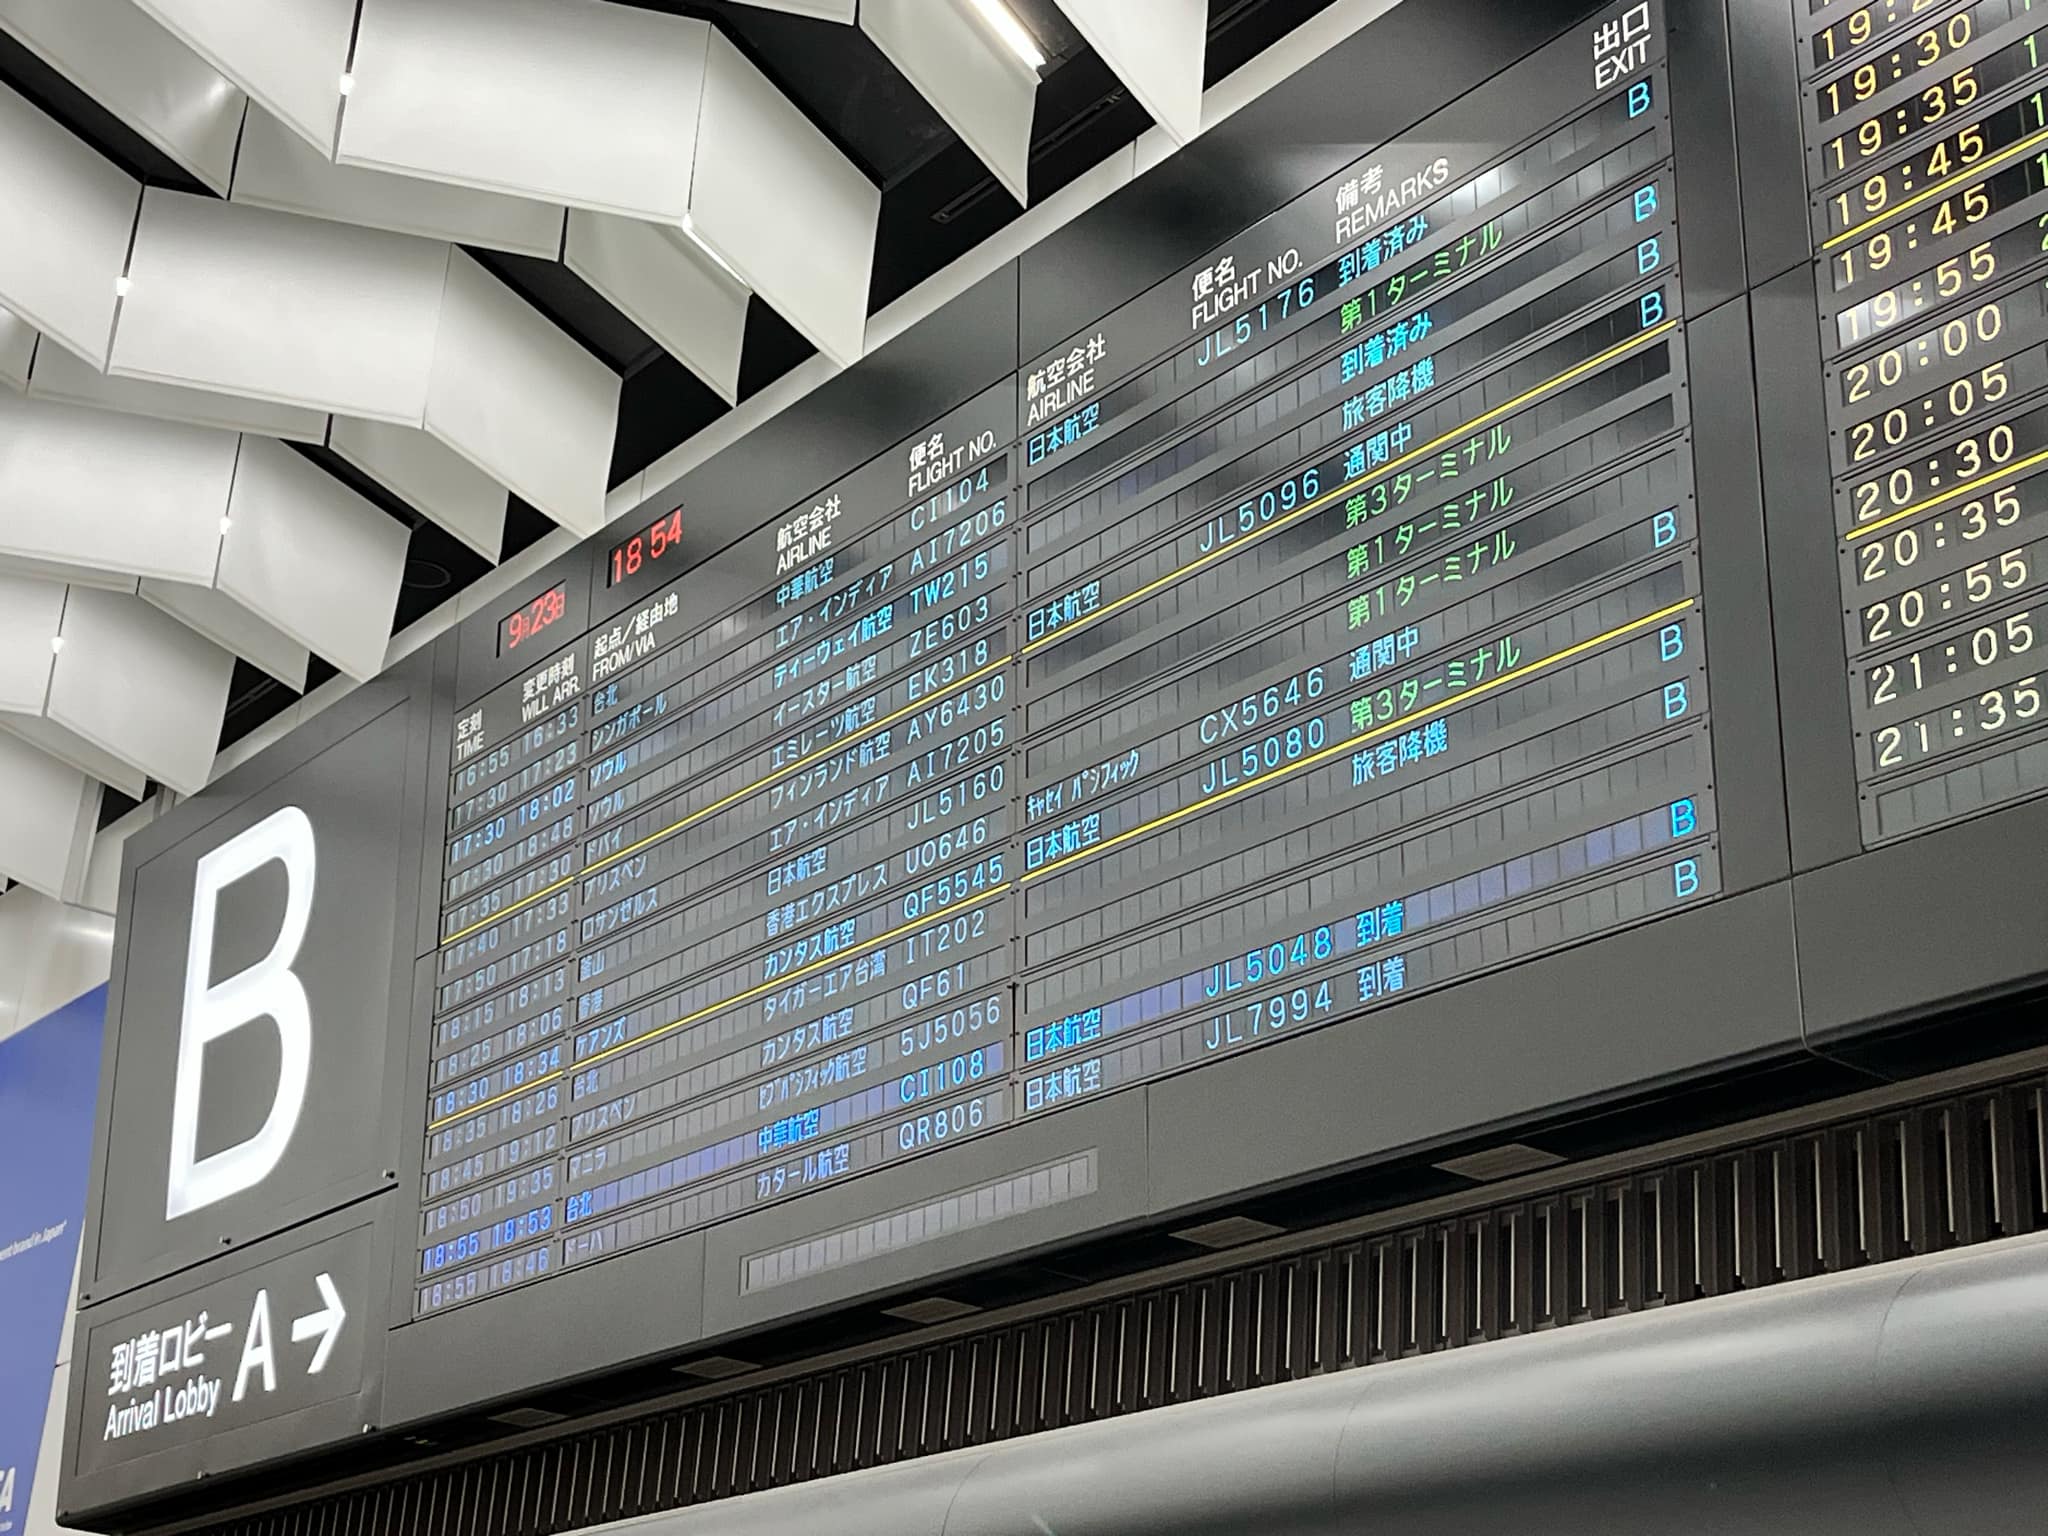 定刻 TIME 変更時刻 WILL ARR. 起点/経由地 FROM/VIA 航空会社 AIRLINE 便名 FLIGHT NO. 航空会社 AIRLINE 便名 FLIGHT NO. 備考 REMARKS 出口 EXIT
9月23日 18 54
16:55 16:33 台北 中華航空 CI104 日本航空 JL5176 到着済み B
17:30 17:23 シンガポール エア・インディア AI7206 第1ターミナル
17:30 18:02 ソウル ティーウェイ航空 TW215 到着済み B
17:30 18:48 ソウル イースター航空 ZE603 旅客降機 B
17:35 17:30 ドバイ エミレーツ航空 EK318 日本航空 JL5096 通関中 B
17:40 17:33 ブリスベン フィンランド航空 AY6430 第3ターミナル
17:50 17:18 ロサンゼルス エア・インディア AI7205 第1ターミナル
18:15 18:13 釜山 日本航空 JL5160 第1ターミナル
18:25 18:06 香港 香港エクスプレス UO646 キャセイ パシフィック CX5646 通関中 B
18:30 18:34 ケアンズ カンタス航空 QF5545 日本航空 JL5080 第3ターミナル
18:35 18:26 台北 タイガーエア台湾 IT202 旅客降機 B
18:45 19:12 ブリスベン カンタス航空 QF61 B
18:50 19:35 マニラ セブパシフィック航空 5J5056
18:55 18:53 台北 中華航空 CI108 日本航空 JL5048 到着 B
18:55 18:46 ドーハ カタール航空 QR806 日本航空 JL7994 到着 B
B
到着ロビー A →
Arrival Lobby
19:30
19:35
19:45
19:45
19:55
20:00
20:05
20:30
20:35
20:55
21:05
21:35